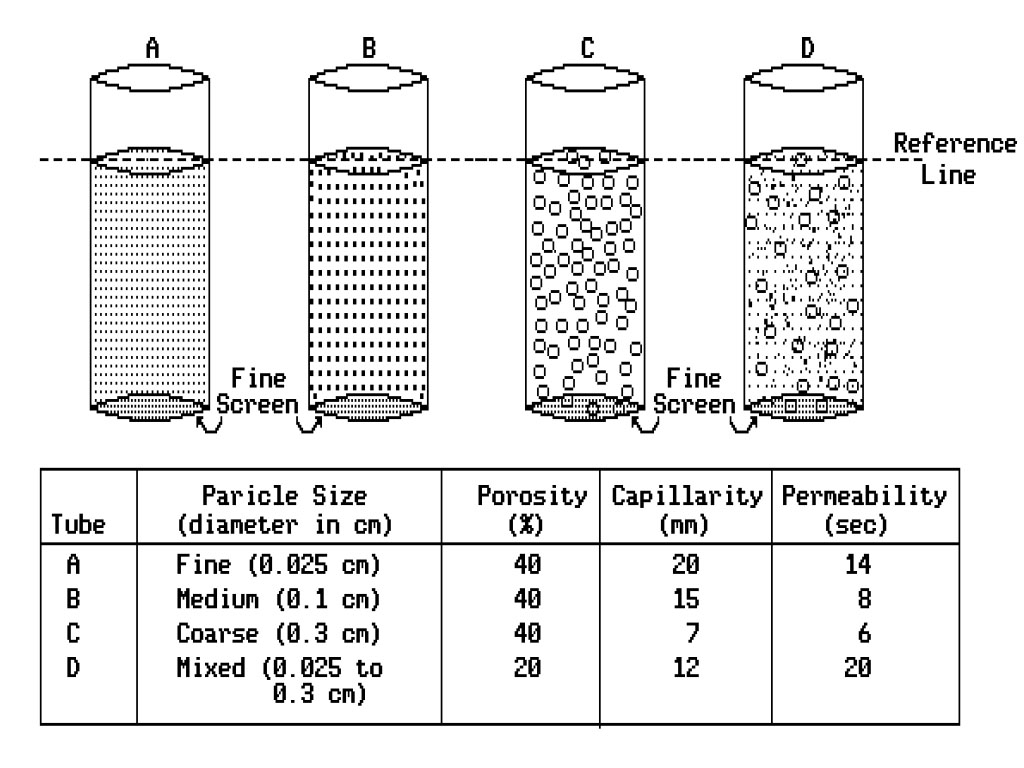 A B C D
Reference
Line
Fine
Screen
Fine
Screen
Tube Paricle Size (diameter in cm) Porosity (%) Capillarity (mm) Permeability (sec)
A Fine (0.025 cm) 40 20 14
B Medium (0.1 cm) 40 15 8
C Coarse (0.3 cm) 40 7 6
D Mixed (0.025 to 20 12 20
0.3 cm)